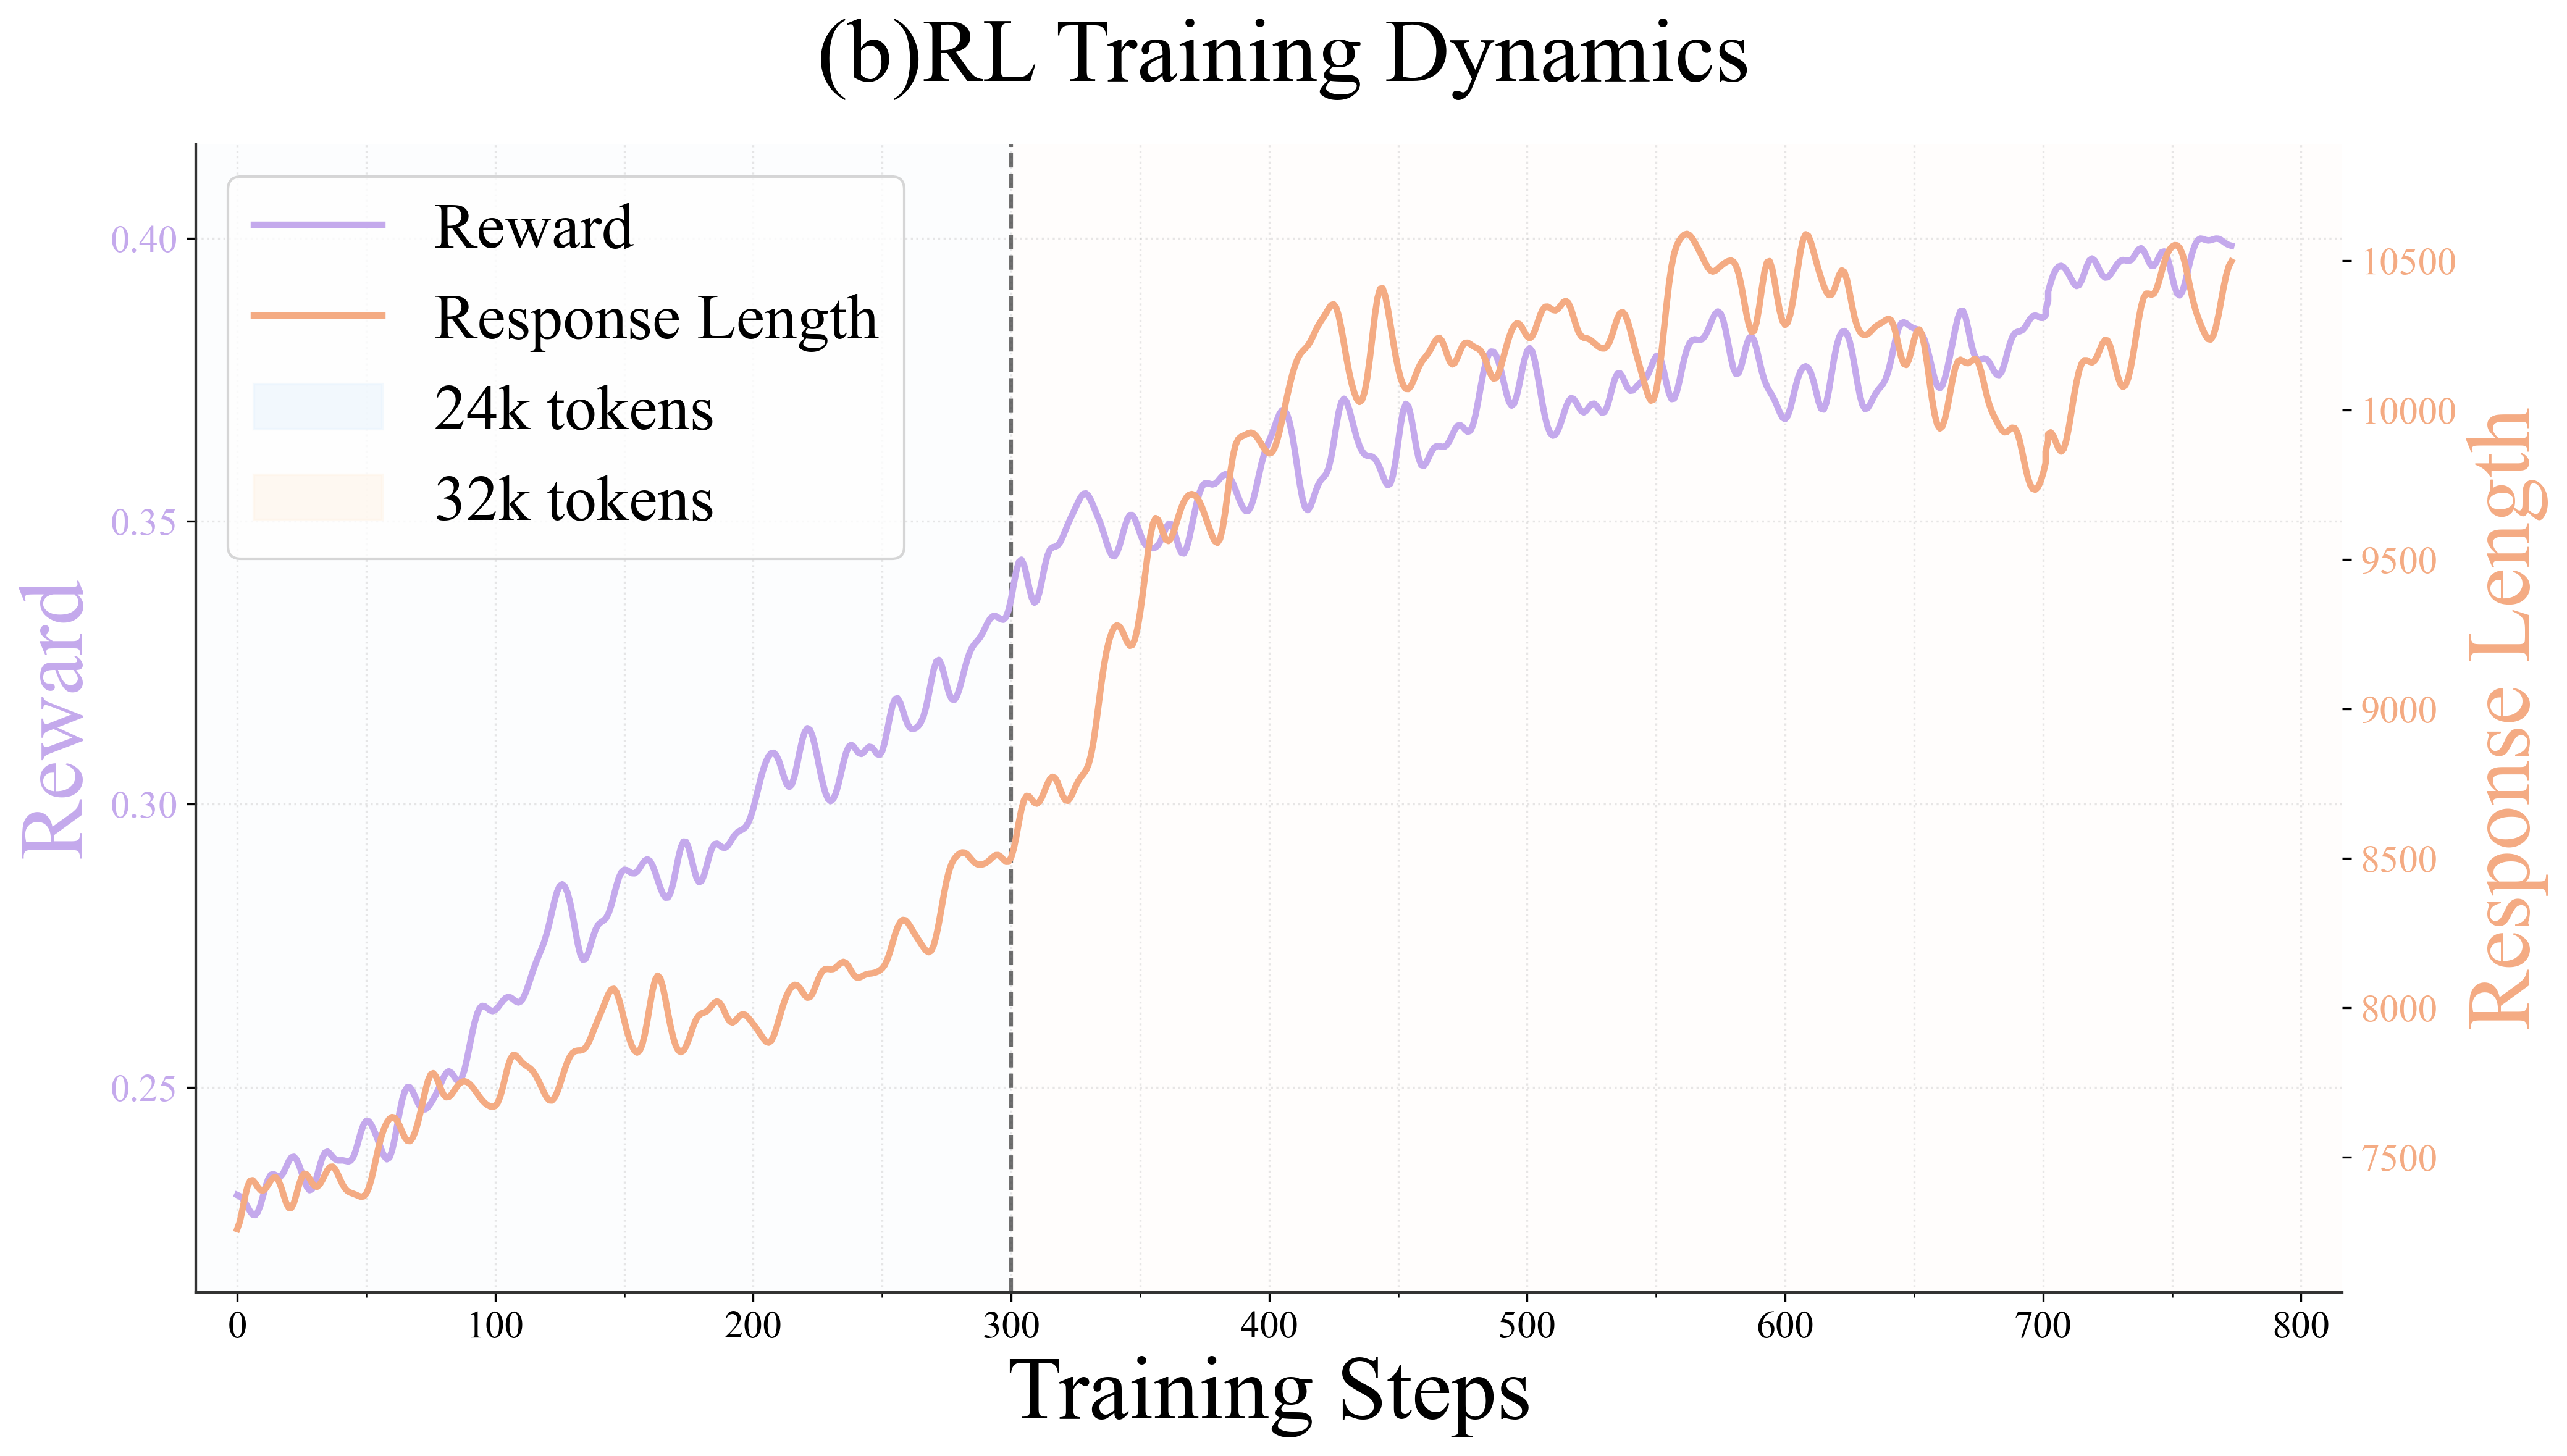 (b)RL Training Dynamics
Reward
Response Length
24k tokens
32k tokens
Reward
0.40
0.35
0.30
0.25
10500
10000
9500
9000
8500
8000
7500
Response Length
0 100 200 300 400 500 600 700 800
Training Steps